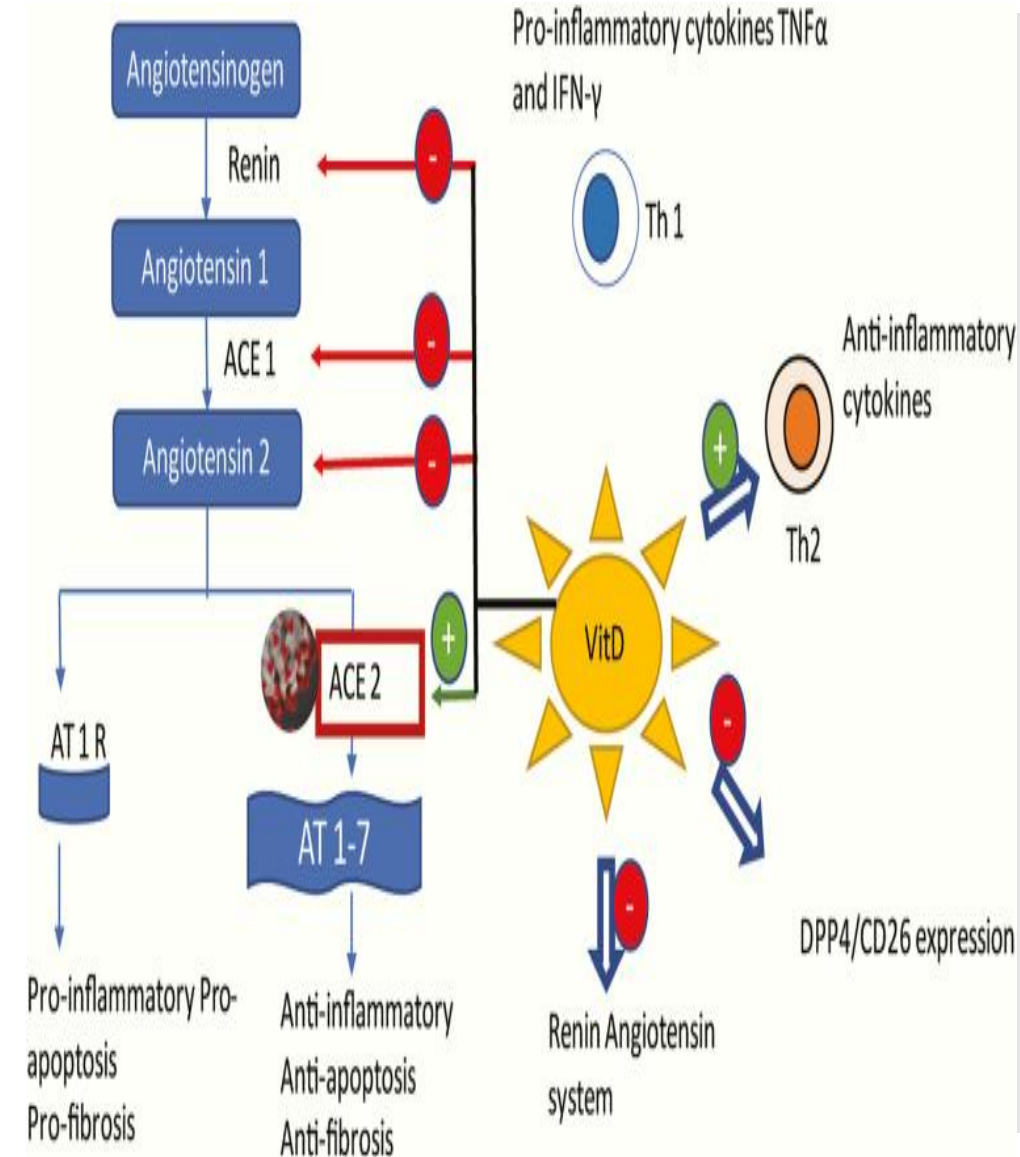 Angiotensinogen
Renin
Angiotensin 1
ACE 1
Angiotensin 2
-
-
-
+
ACE 2
AT 1 R
AT 1-7
Pro-inflammatory Pro-
apoptosis
Pro-fibrosis
Anti-inflammatory
Anti-apoptosis
Anti-fibrosis
Pro-inflammatory cytokines TNFα
and IFN-γ
Th 1
Anti-inflammatory
cytokines
+
Th2
VitD
-
DPP4/CD26 expression
-
Renin Angiotensin
system